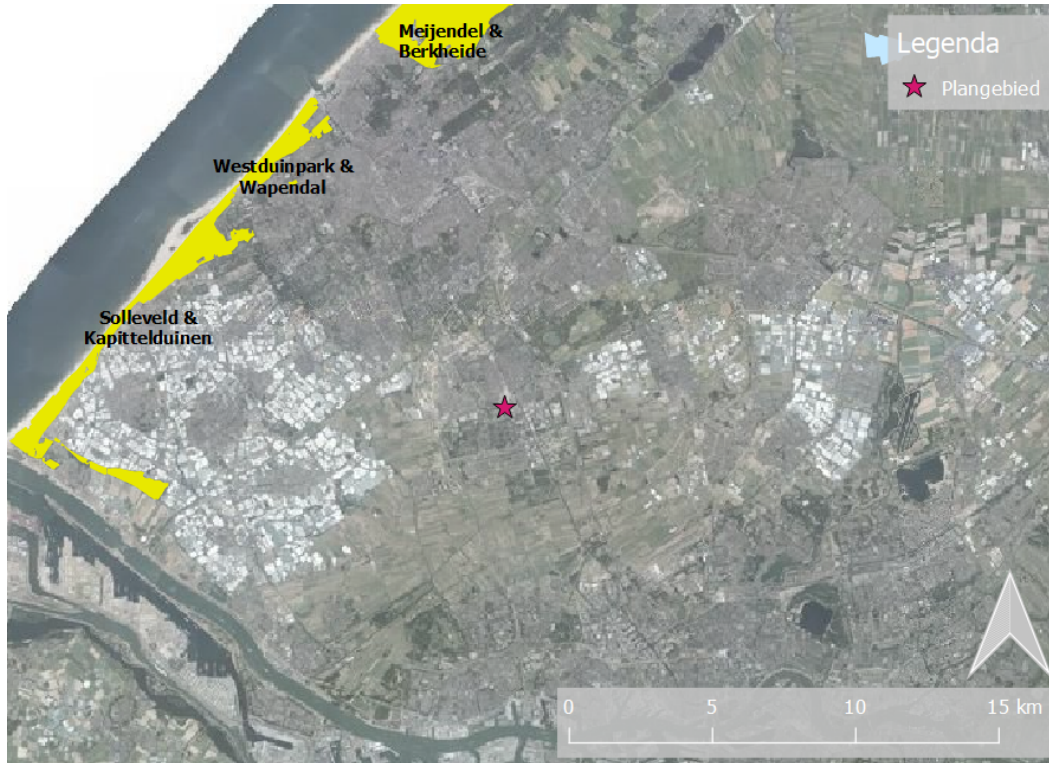 Meijendel &
Berkheide
Legenda
Plangebied
Westduinpark &
Wapendal
Solleveld &
Kapittelduinen
0 5 10 15 km